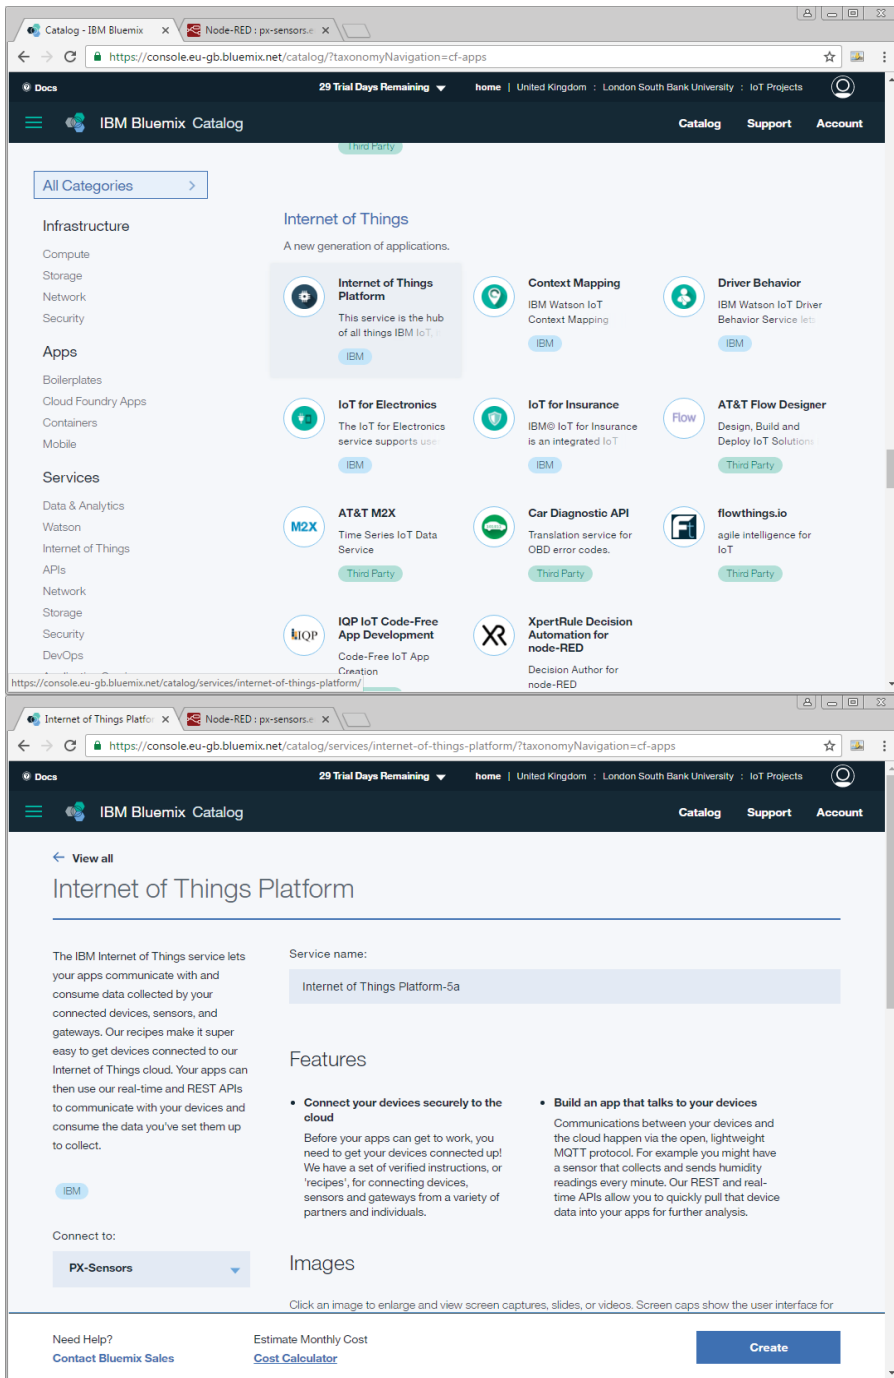 Catalog - IBM Bluemix
Node-RED : px-sensors.e
https://console.eu-gb.bluemix.net/catalog/?taxonomyNavigation=cf-apps
Docs
29 Trial Days Remaining
home | United Kingdom : London South Bank University : IoT Projects
IBM Bluemix Catalog
Catalog Support Account
Third Party
All Categories
Infrastructure
Compute
Storage
Network
Security
Apps
Boilerplates
Cloud Foundry Apps
Containers
Mobile
Services
Data & Analytics
Watson
Internet of Things
APIs
Network
Storage
Security
DevOps
Internet of Things
A new generation of applications.
Internet of Things
Platform
This service is the hub
of all things IBM IoT,
IBM
Context Mapping
IBM Watson IoT
Context Mapping
IBM
Driver Behavior
IBM Watson IoT Driver
Behavior Service lets
IBM
IoT for Electronics
The IoT for Electronics
service supports use
IBM
IoT for Insurance
IBM© IoT for Insurance
is an integrated IoT
IBM
Flow
AT&T Flow Designer
Design, Build and
Deploy IoT Solutions
Third Party
M2X
AT&T M2X
Time Series IoT Data
Service
Third Party
Car Diagnostic API
Translation service for
OBD error codes.
Third Party
Ft
flowthings.io
agile intelligence for
IoT
Third Party
IQP
IQP IoT Code-Free
App Development
Code-Free IoT App
Creation
XR
XpertRule Decision
Automation for
node-RED
Decision Author for
node-RED
https://console.eu-gb.bluemix.net/catalog/services/internet-of-things-platform/
Internet of Things Platfor
Node-RED : px-sensors.e
https://console.eu-gb.bluemix.net/catalog/services/internet-of-things-platform/?taxonomyNavigation=cf-apps
Docs
29 Trial Days Remaining
home | United Kingdom : London South Bank University : IoT Projects
IBM Bluemix Catalog
Catalog Support Account
View all
Internet of Things Platform
The IBM Internet of Things service lets
your apps communicate with and
consume data collected by your
connected devices, sensors, and
gateways. Our recipes make it super
easy to get devices connected to our
Internet of Things cloud. Your apps can
then use our real-time and REST APIs
to communicate with your devices and
consume the data you've set them up
to collect.
IBM
Connect to:
PX-Sensors
Service name:
Internet of Things Platform-5a
Features
• Connect your devices securely to the
cloud
Before your apps can get to work, you
need to get your devices connected up!
We have a set of verified instructions, or
'recipes', for connecting devices,
sensors and gateways from a variety of
partners and individuals.
• Build an app that talks to your devices
Communications between your devices and
the cloud happen via the open, lightweight
MQTT protocol. For example you might have
a sensor that collects and sends humidity
readings every minute. Our REST and real-
time APIs allow you to quickly pull that device
data into your apps for further analysis.
Images
Click an image to enlarge and view screen captures, slides, or videos. Screen caps show the user interface for
Need Help?
Contact Bluemix Sales
Estimate Monthly Cost
Cost Calculator
Create